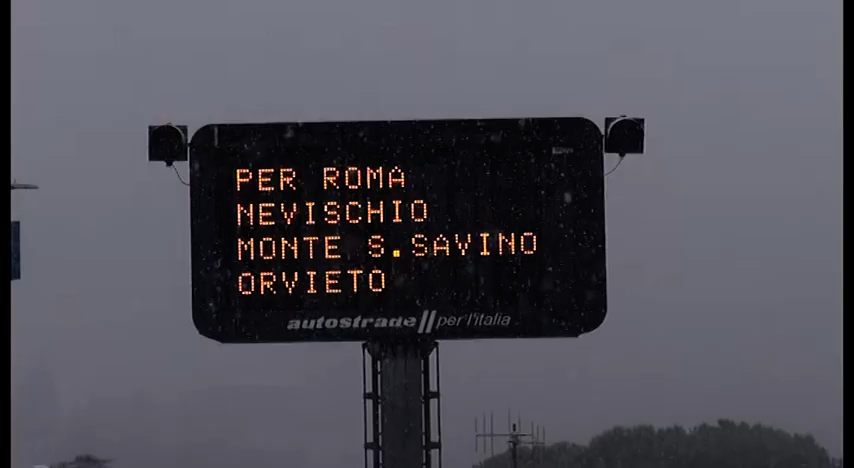 PER ROMA
NEVISCHIO
MONTE S.SAVINO
ORVIETO
autostrade // per l'italia